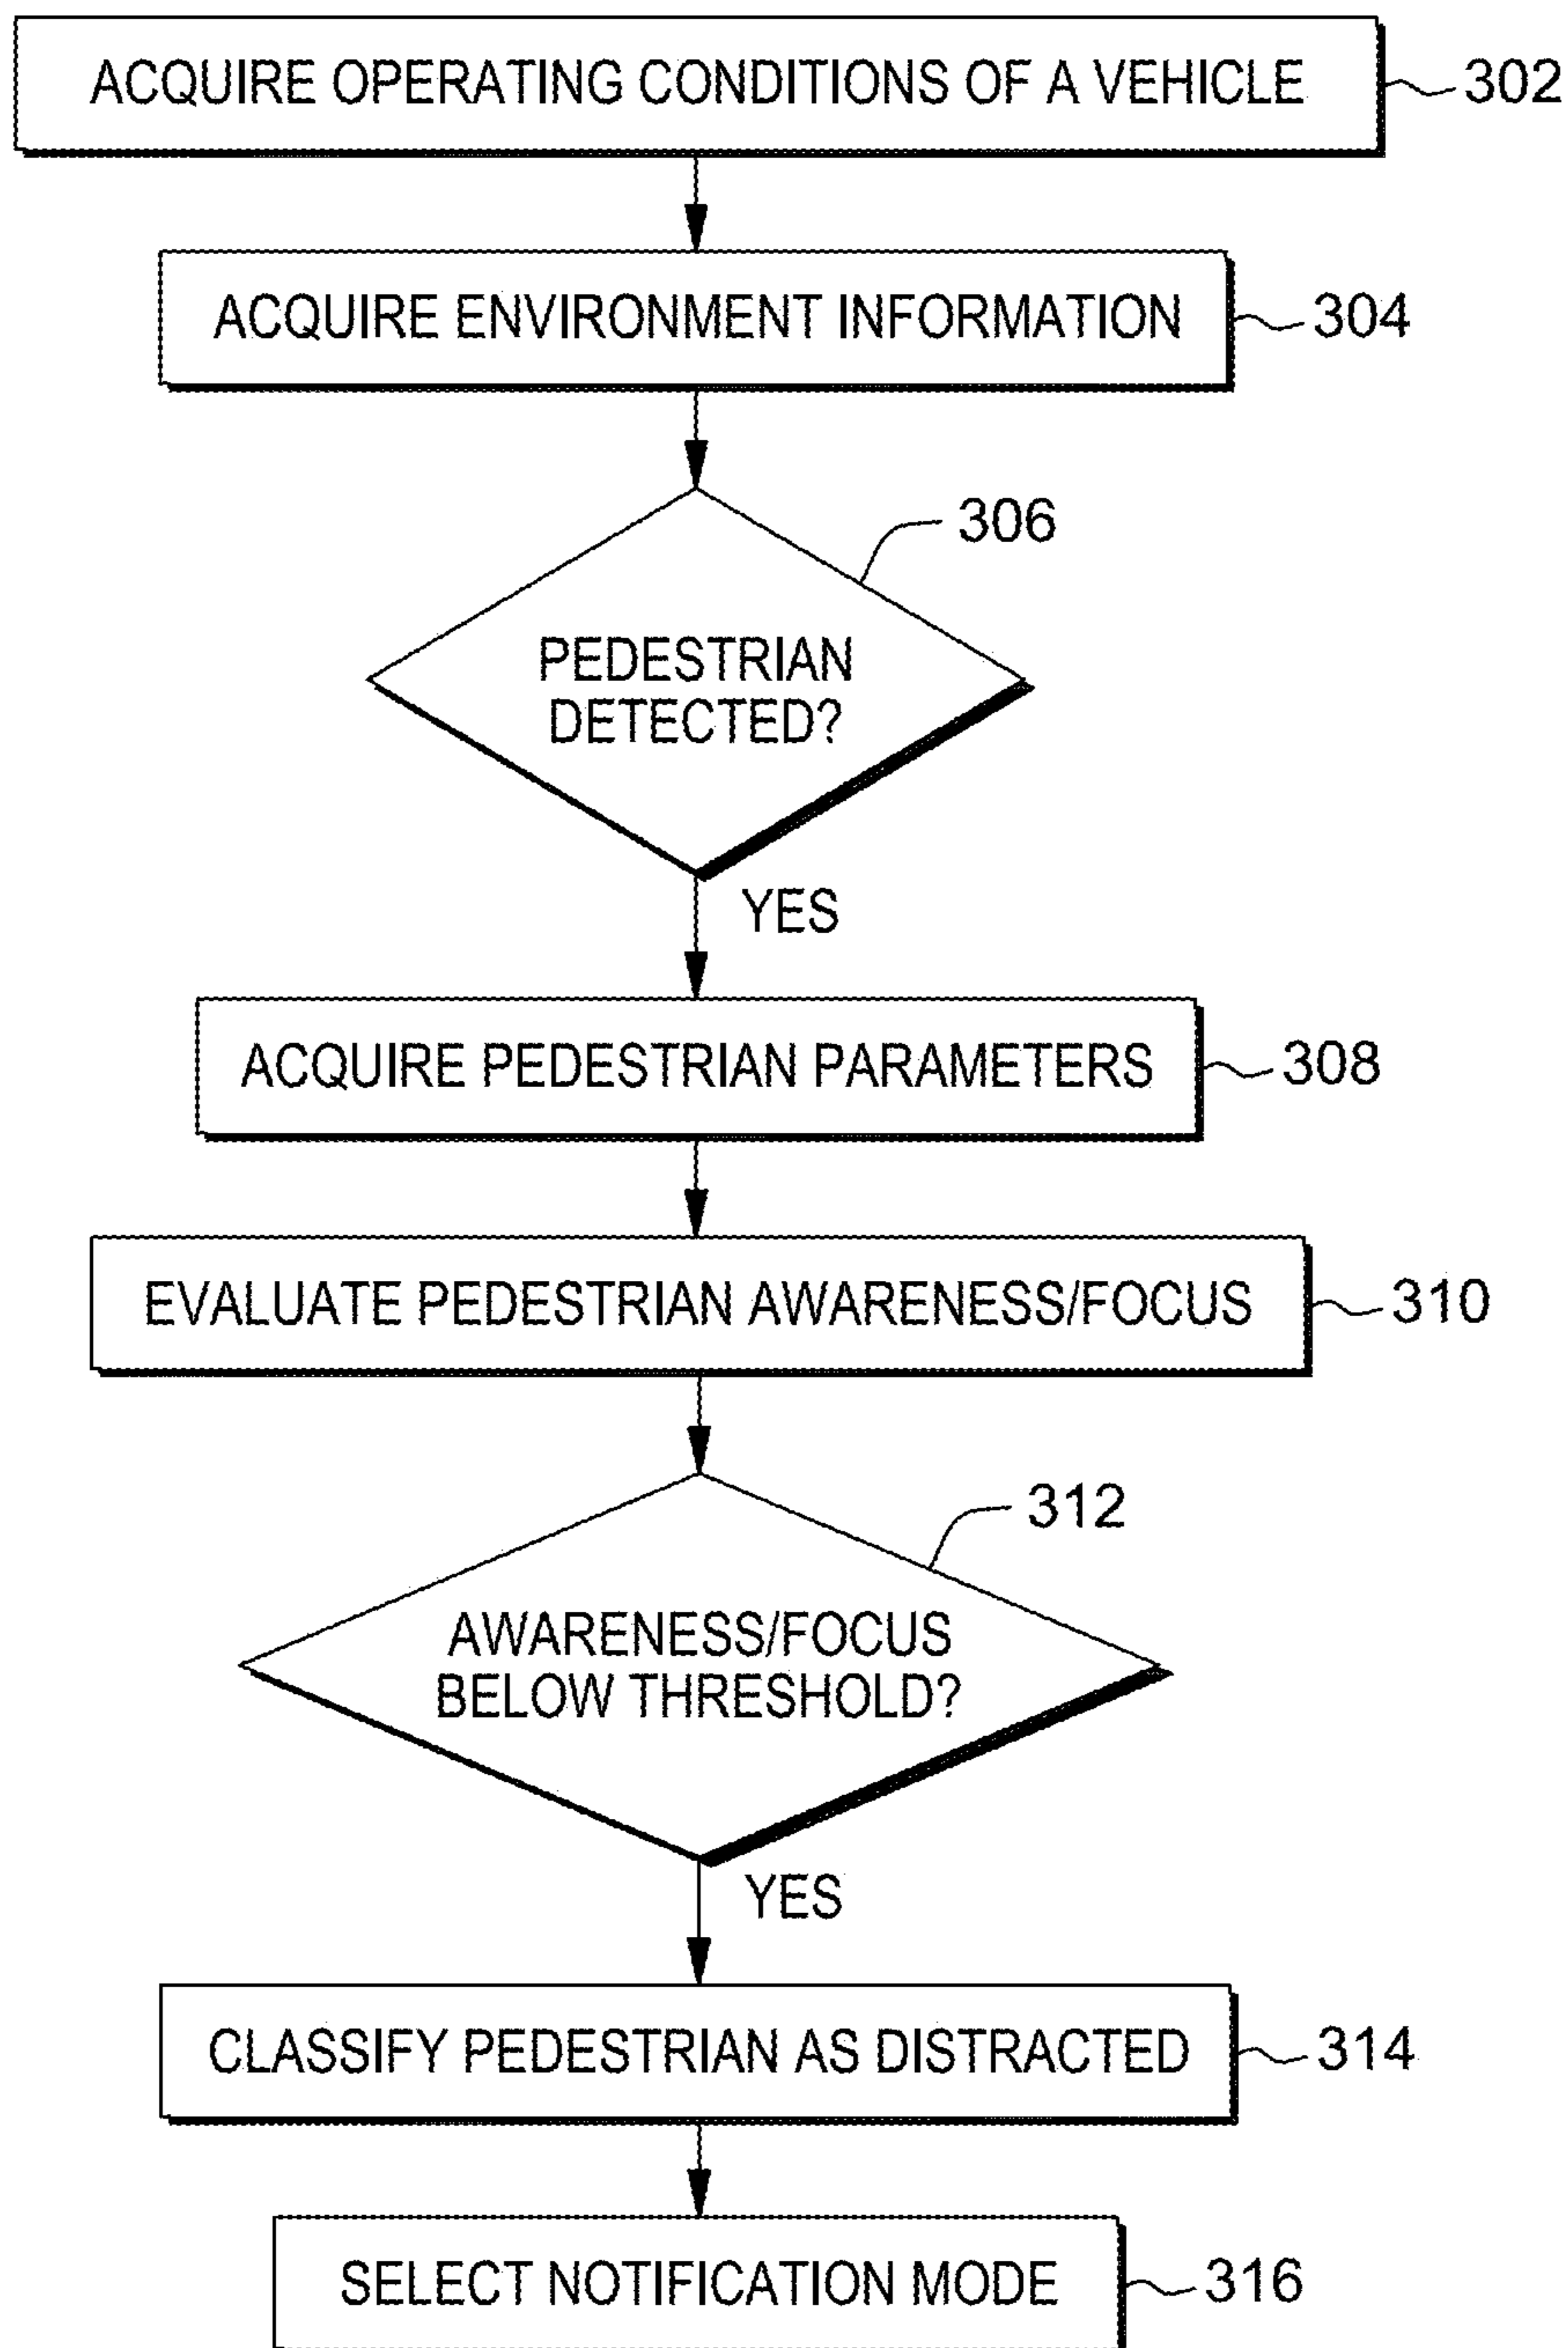 ACQUIRE OPERATING CONDITIONS OF A VEHICLE 302
ACQUIRE ENVIRONMENT INFORMATION 304
306
PEDESTRIAN
DETECTED?
YES
ACQUIRE PEDESTRIAN PARAMETERS 308
EVALUATE PEDESTRIAN AWARENESS/FOCUS 310
312
AWARENESS/FOCUS
BELOW THRESHOLD?
YES
CLASSIFY PEDESTRIAN AS DISTRACTED 314
SELECT NOTIFICATION MODE 316